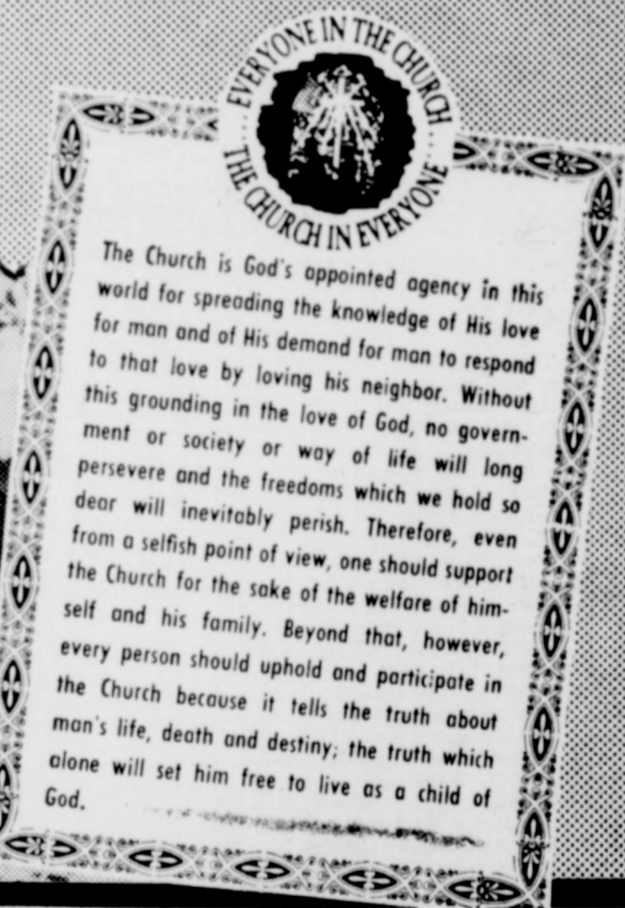 EVERYONE IN THE CHURCH
THE CHURCH IN EVERYONE
The Church is God's appointed agency in this
world for spreading the knowledge of His love
for man and of His demand for man to respond
to that love by loving his neighbor. Without
this grounding in the love of God, no govern-
ment or society or way of life will long
persevere and the freedoms which we hold so
dear will inevitably perish. Therefore, even
from a selfish point of view, one should support
the Church for the sake of the welfare of him-
self and his family. Beyond that, however,
every person should uphold and participate in
the Church because it tells the truth about
man's life, death and destiny; the truth which
alone will set him free to live as a child of
God.